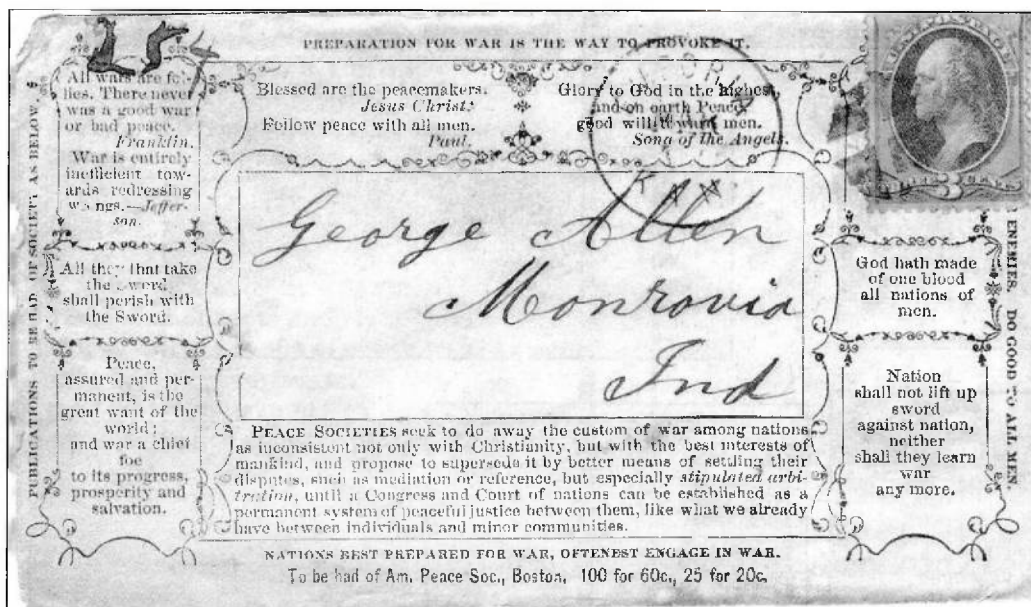 PREPARATION FOR WAR IS THE WAY TO PROVOKE IT.
PUBLICATIONS TO BE HAD OF SOCIETY AS BELOW.
All wars are fol-
lies. There never
was a good war
or bad peace.
Franklin.
War is entirely
inefficient tow-
ards redressing
wrongs.—Jeffer-
son.
All they that take
the Sword
shall perish with
the Sword.
Peace,
assured and per-
manent, is the
great want of the
world;
and war a chief
foe
to its progress,
prosperity and
salvation.
Blessed are the peacemakers.
Jesus Christ.
Follow peace with all men.
Paul.
Glory to God in the highest,
and on earth Peace,
good will toward men.
Song of the Angels.
George Allen
Monrovia
Ind
PEACE SOCIETIES seek to do away the custom of war among nations,
as inconsistent not only with Christianity, but with the best interests of
mankind, and propose to supersede it by better means of settling their
disputes, such as mediation or reference, but especially stipulated arbi-
tration, until a Congress and Court of nations can be established as a
permanent system of peaceful justice between them, like what we already
have between individuals and minor communities.
God hath made
of one blood
all nations of
men.
Nation
shall not lift up
sword
against nation,
neither
shall they learn
war
any more.
ENEMIES. DO GOOD TO ALL MEN
NATIONS BEST PREPARED FOR WAR, OFTENEST ENGAGE IN WAR.
To be had of Am. Peace Soc., Boston, 100 for 60c., 25 for 20c.